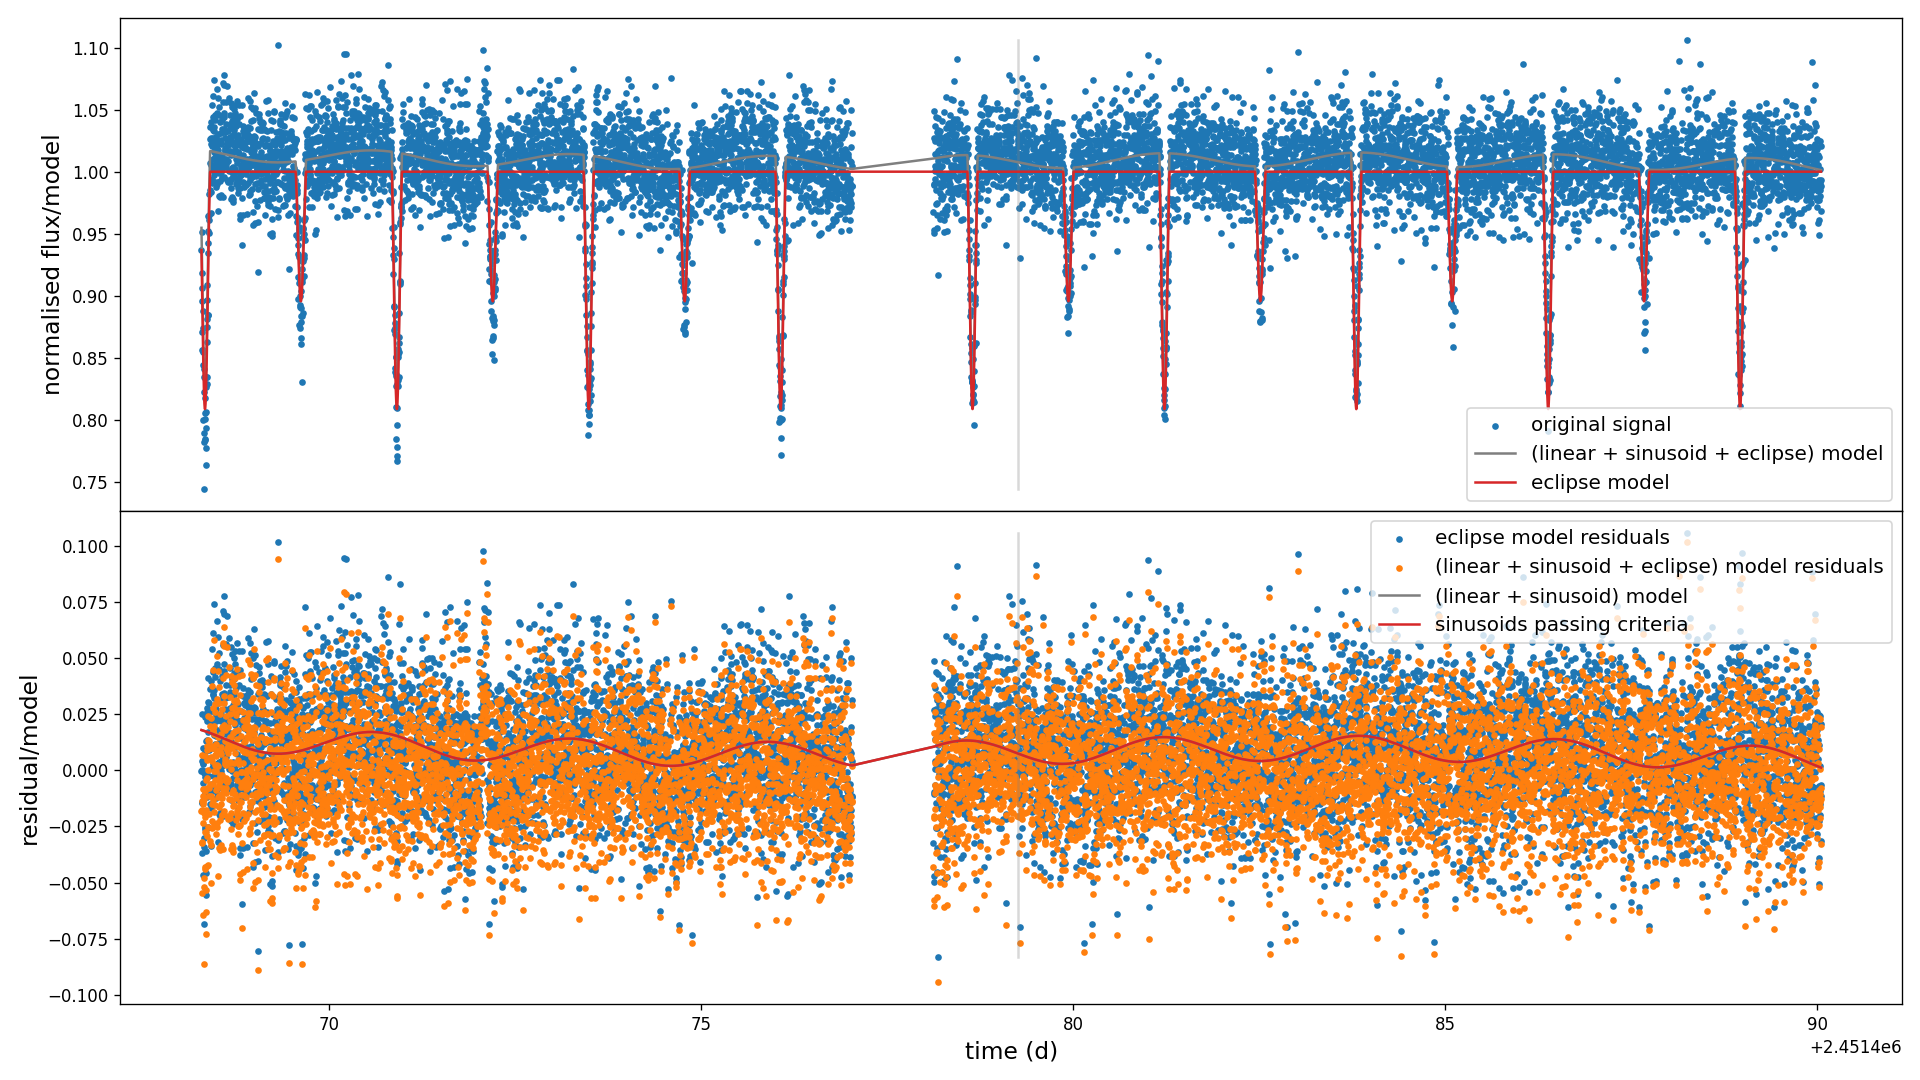 1.10
1.05
1.00
0.95
0.90
0.85
0.80
0.75
normalised flux/model
original signal
(linear + sinusoid + eclipse) model
eclipse model
0.100
0.075
0.050
0.025
0.000
−0.025
−0.050
−0.075
−0.100
residual/model
eclipse model residuals
(linear + sinusoid + eclipse) model residuals
(linear + sinusoid) model
sinusoids passing criteria
70
75
80
85
90
time (d)
+2.4514e6